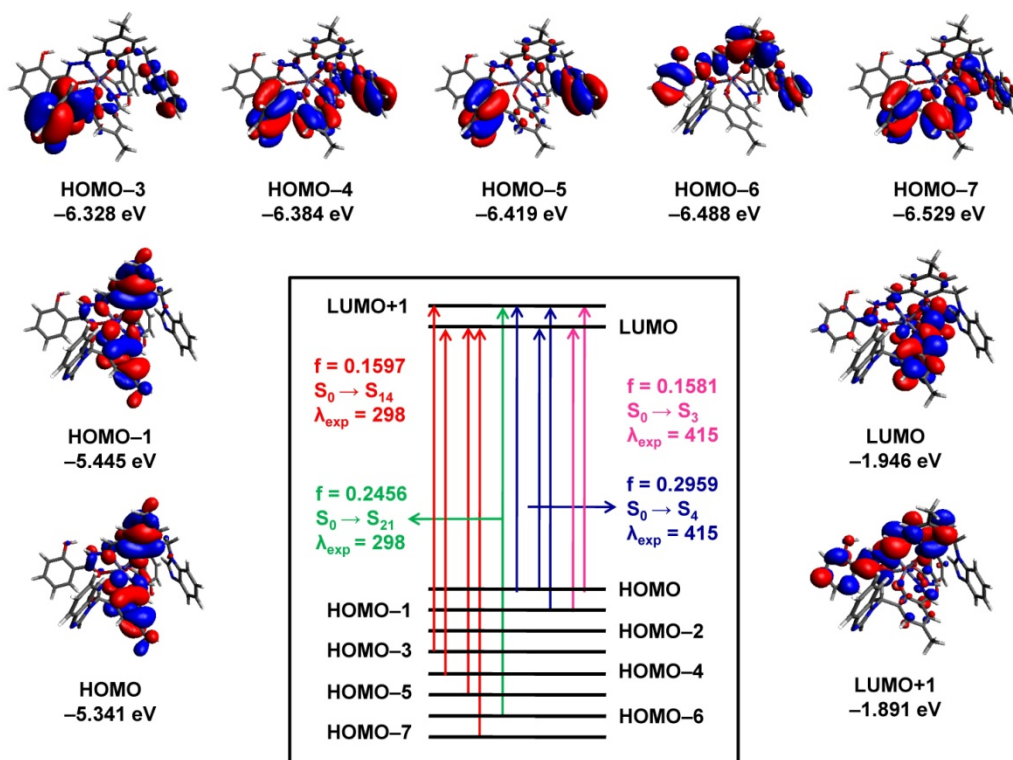 HOMO–3
–6.328 eV
HOMO–4
–6.384 eV
HOMO–5
–6.419 eV
HOMO–6
–6.488 eV
HOMO–7
–6.529 eV
HOMO–1
–5.445 eV
HOMO
–5.341 eV
LUMO+1
LUMO
f = 0.1597
S0 → S14
λexp = 298
f = 0.1581
S0 → S3
λexp = 415
f = 0.2456
S0 → S21
λexp = 298
f = 0.2959
S0 → S4
λexp = 415
HOMO
HOMO–1
HOMO–2
HOMO–3
HOMO–4
HOMO–5
HOMO–6
HOMO–7
LUMO
–1.946 eV
LUMO+1
–1.891 eV